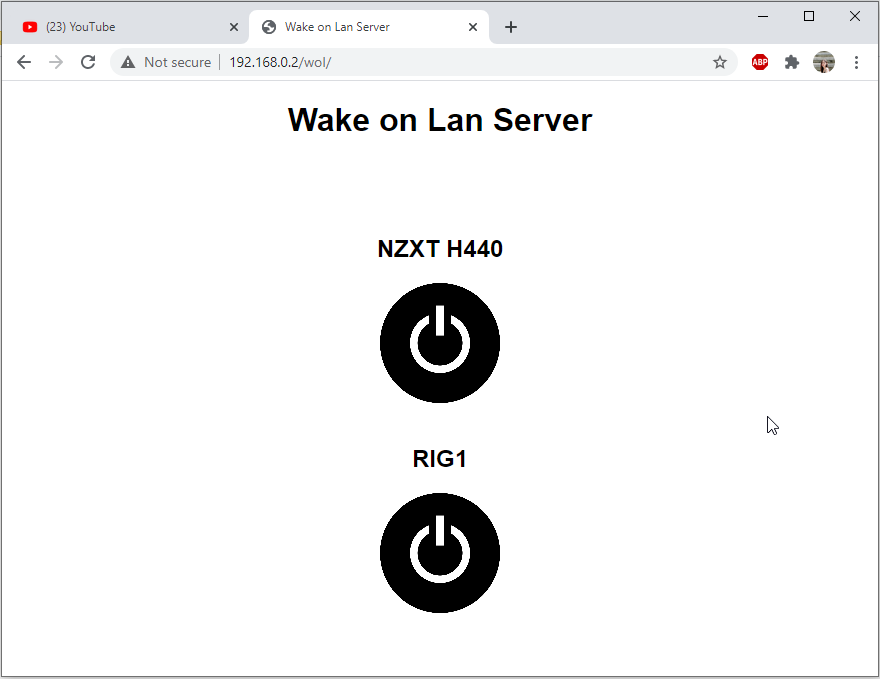 (23) YouTube
Wake on Lan Server
Not secure
192.168.0.2/wol/
ABP
Wake on Lan Server
NZXT H440
RIG1